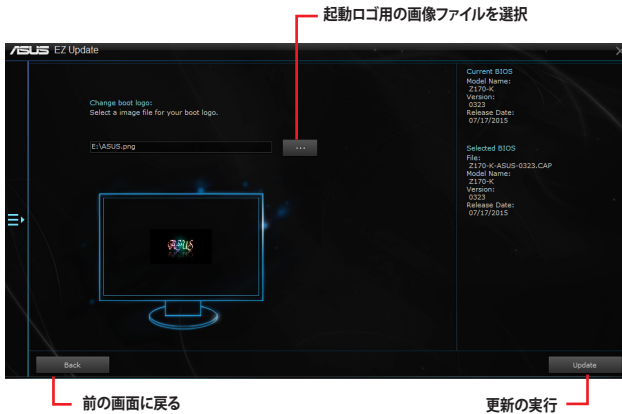 起動ロゴ用の画像ファイルを選択
ASUS EZ Update
Change boot logo:
Select a image file for your boot logo.
E:\ASUS.png
...
ASUS
Current BIOS
Model Name:
Z170-K
Version:
0323
Release Date:
07/17/2015
Selected BIOS
File:
Z170-K-ASUS-0323.CAP
Model Name:
Z170-K
Version:
0323
Release Date:
07/17/2015
Back
Update
前の画面に戻る
更新の実行